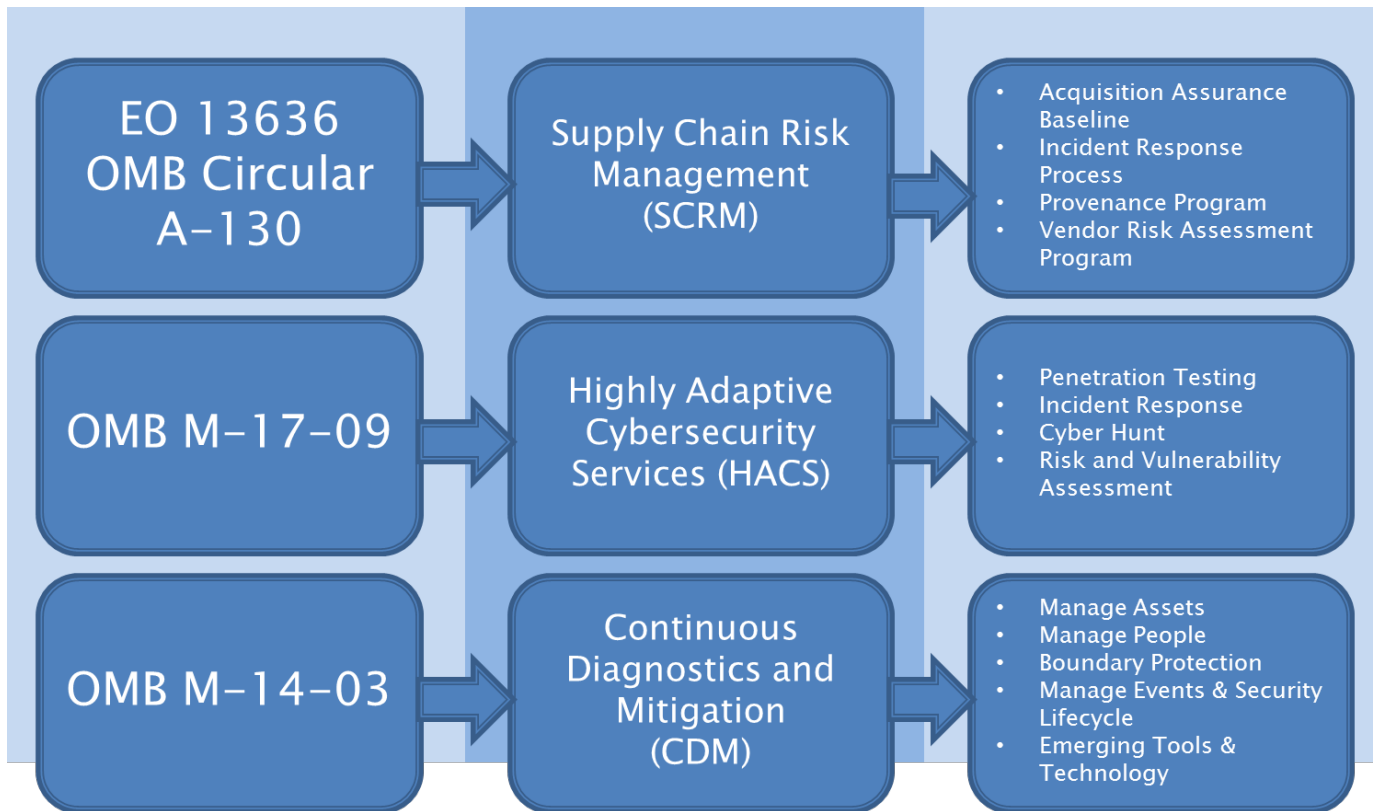 EO 13636
OMB Circular
A-130
Supply Chain Risk
Management
(SCRM)
• Acquisition Assurance
Baseline
• Incident Response
Process
• Provenance Program
• Vendor Risk Assessment
Program
OMB M-17-09
Highly Adaptive
Cybersecurity
Services (HACS)
• Penetration Testing
• Incident Response
• Cyber Hunt
• Risk and Vulnerability
Assessment
OMB M-14-03
Continuous
Diagnostics and
Mitigation
(CDM)
• Manage Assets
• Manage People
• Boundary Protection
• Manage Events & Security
Lifecycle
• Emerging Tools &
Technology